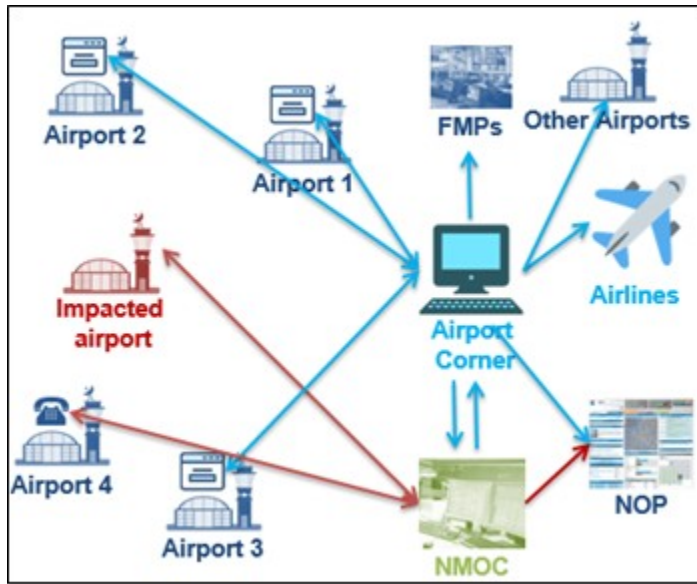 Airport 2
Airport 1
FMPs
Other Airports
Impacted
airport
Airport
Corner
Airlines
Airport 4
Airport 3
NMOC
NOP